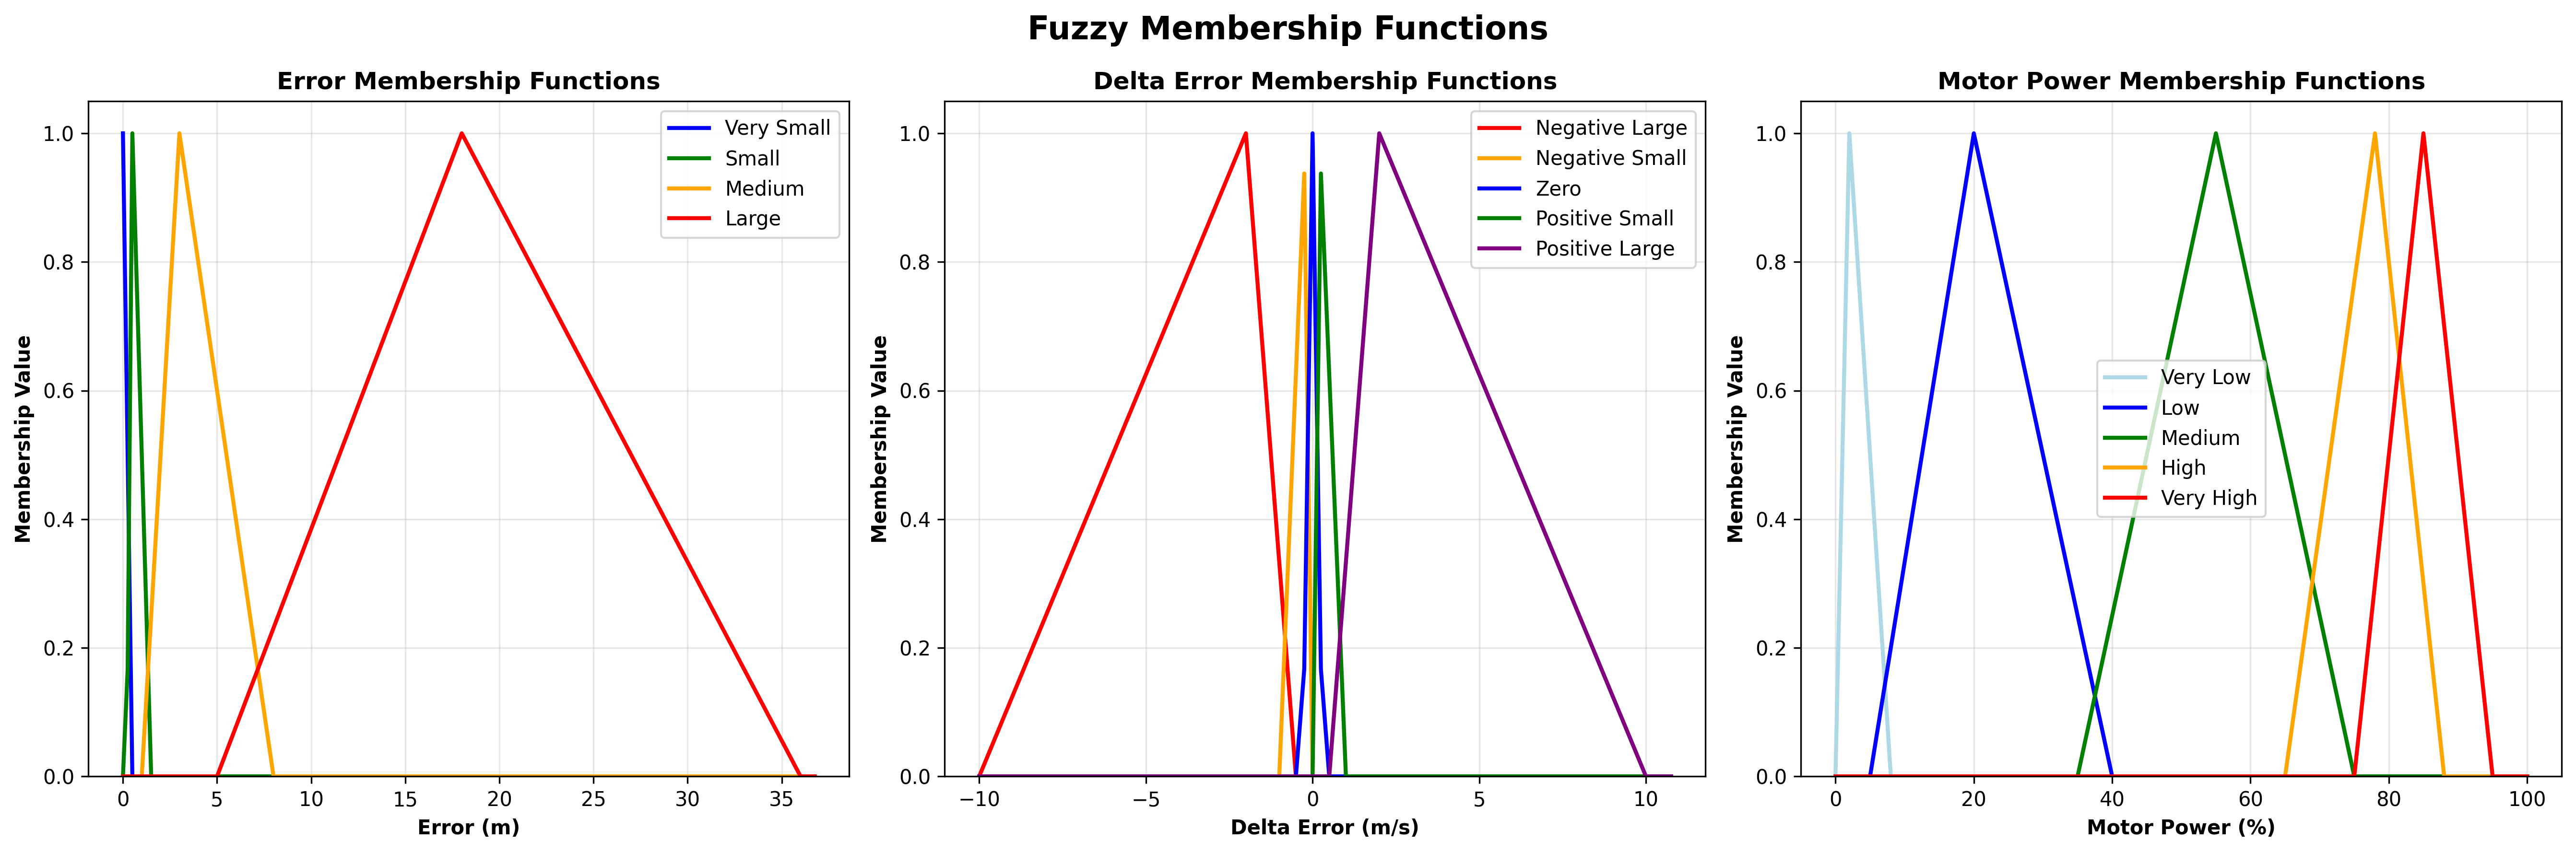 Fuzzy Membership Functions
Error Membership Functions
Membership Value
1.0
0.8
0.6
0.4
0.2
0.0
0
5
10
15
20
25
30
35
Error (m)
Very Small
Small
Medium
Large
Delta Error Membership Functions
Membership Value
1.0
0.8
0.6
0.4
0.2
0.0
−10
−5
0
5
10
Delta Error (m/s)
Negative Large
Negative Small
Zero
Positive Small
Positive Large
Motor Power Membership Functions
Membership Value
1.0
0.8
0.6
0.4
0.2
0.0
0
20
40
60
80
100
Motor Power (%)
Very Low
Low
Medium
High
Very High